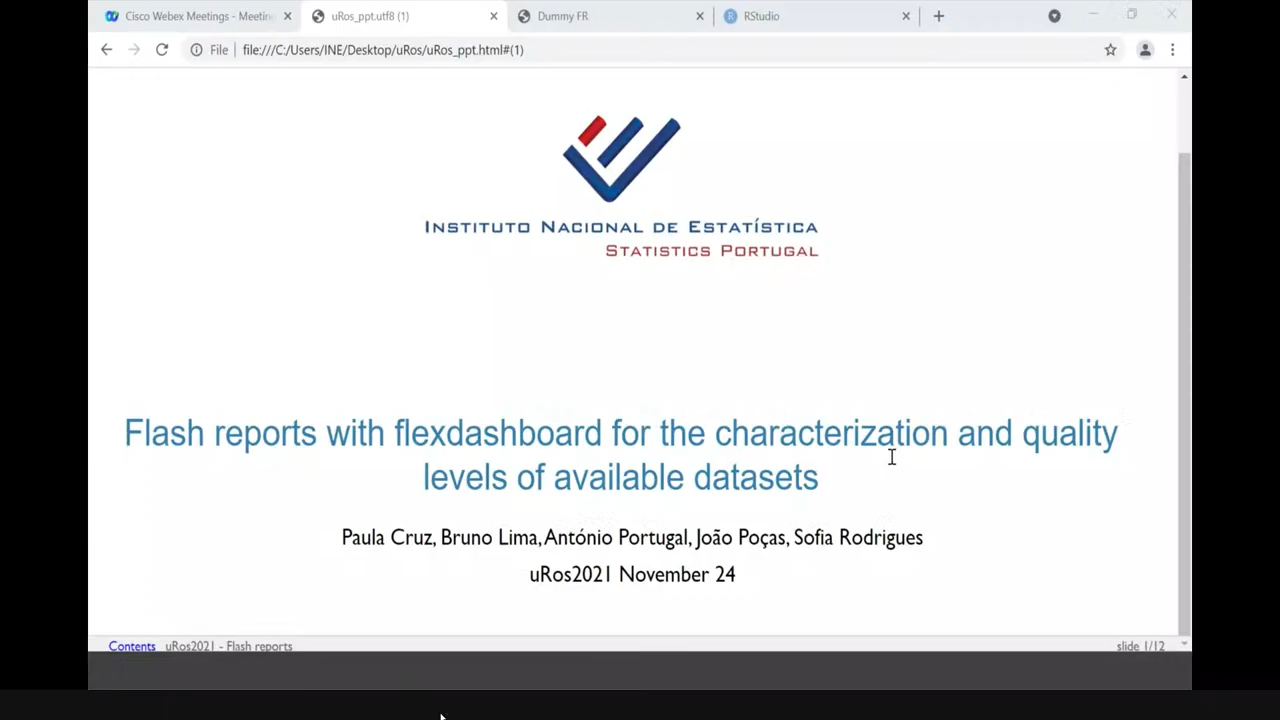 Cisco Webex Meetings - Meetin
uRos_ppt.utf8 (1)
Dummy FR
RStudio
File
file:///C:/Users/INE/Desktop/uRos/uRos_ppt.html#(1)
INSTITUTO NACIONAL DE ESTATÍSTICA
STATISTICS PORTUGAL
Flash reports with flexdashboard for the characterization and quality
levels of available datasets
Paula Cruz, Bruno Lima, António Portugal, João Poças, Sofia Rodrigues
uRos2021 November 24
Contents uRos2021 - Flash reports
slide 1/12